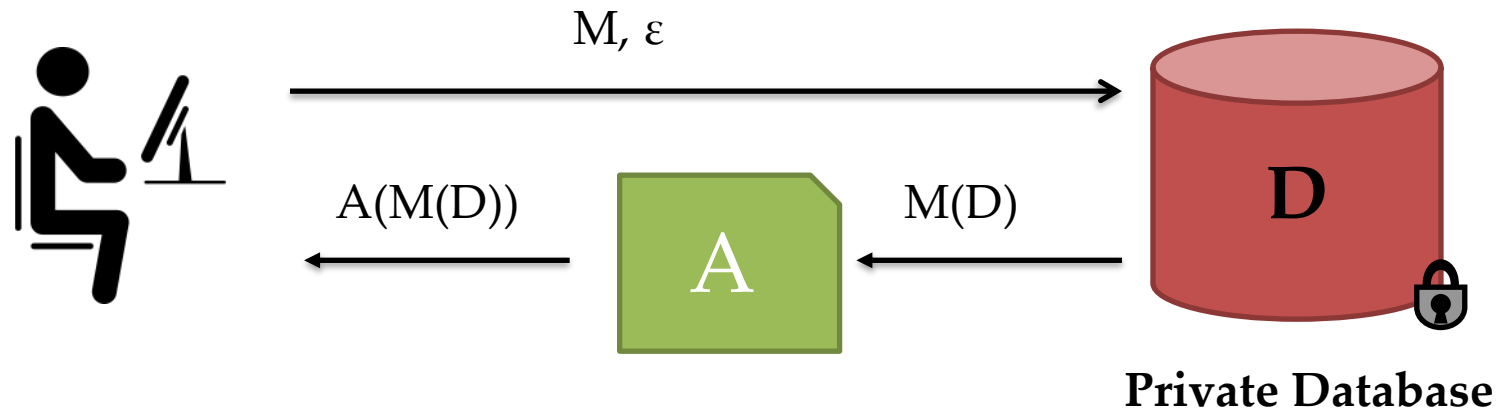 M, ε
A(M(D))
A
M(D)
D
Private Database